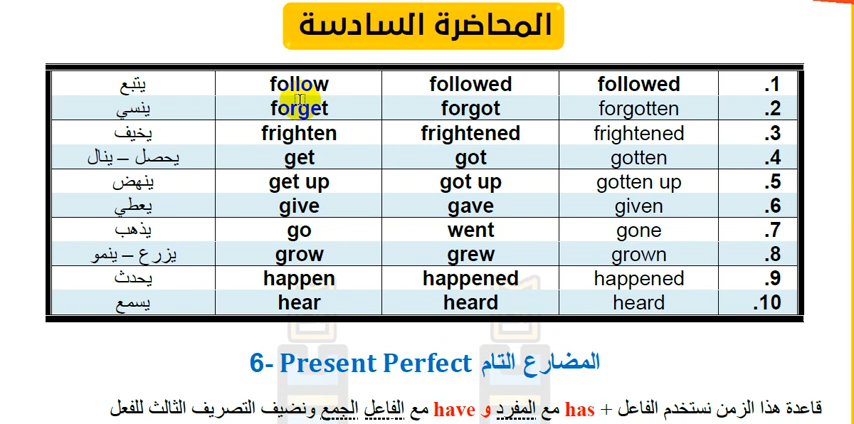 المحاضرة السادسة
.1 followed followed follow يتبع
.2 forgotten forgot forget ينسي
.3 frightened frightened frighten يخيف
.4 gotten got get يحصل – ينال
.5 gotten up got up get up ينهض
.6 given gave give يعطي
.7 gone went go يذهب
.8 grown grew grow يزرع – ينمو
.9 happened happened happen يحدث
.10 heard heard hear يسمع
6- Present Perfect المضارع التام
قاعدة هذا الزمن نستخدم الفاعل + has مع المفرد و have مع الفاعل الجمع ونضيف التصريف الثالث للفعل